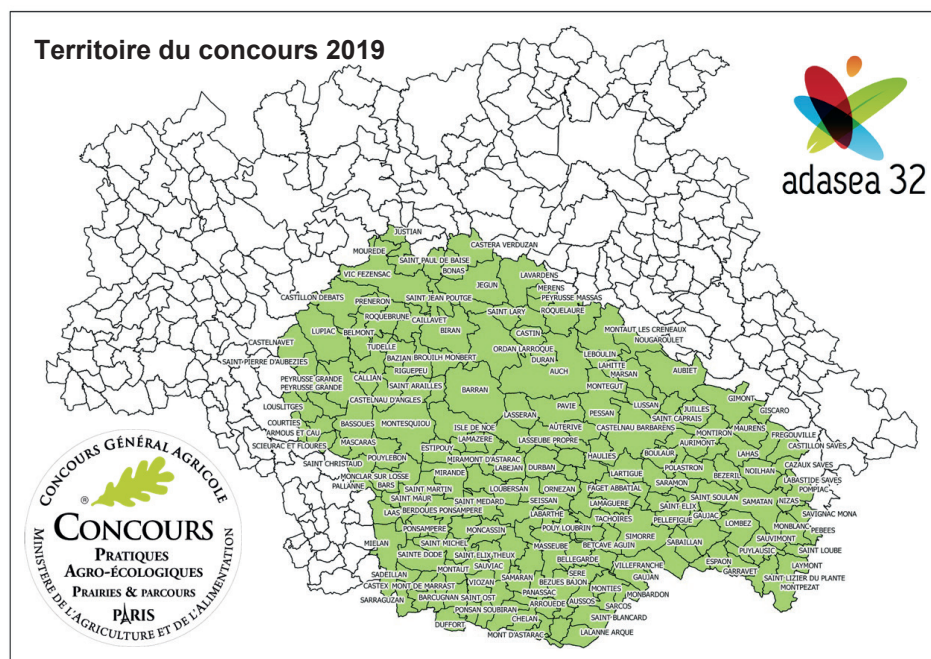 Territoire du concours 2019
adasea 32
JUSTIAN
MOUREDE
CASTERA VERDUZAN
SAINT PAUL DE BAISE
BONAS
VIC FEZENSAC
LAVARDENS
JEGUN
MERENS
CASTILLON DEBATS
PRENERON
SAINT JEAN POUTGE
PEYRUSSE MASSAS
ROQUEBRUNE
CAILLAVET
SAINT LARY
ROQUELAURE
LUPIAC
BELMONT
BIRAN
CASTIN
MONTAUT LES CRENEAUX
CASTELNAVET
TUDELLE
ORDAN LARROQUE
NOUGAROULET
SAINT-PIERRE D'AUBEZIES
BAZIAN
BROUILH MONBERT
DURAN
LEBOULIN
RIGUEPEU
AUCH
LAHITTE
AUBIET
PEYRUSSE GRANDE
CALLIAN
MARSAN
PEYRUSSE GRANDE
SAINT ARAILLES
BARRAN
MONTEGUT
CASTELNAU D'ANGLES
GIMONT
LOUSLITGES
LASSERAN
PAVIE
LUSSAN
JUILLES
GISCARO
COURTIES
BASSOUES
MONTESQUIOU
PESSAN
SAINT CAPRAIS
ARMOUS ET CAU
ISLE DE NOE
AUTERIVE
CASTELNAU BARBARENS
MAURENS
MASCARAS
LAMAZERE
LASSEUBE PROPRE
MONTIRON
FREGOUVILLE
SCIEURAC ET FLOURES
ESTIPOUY
AURIMONT
CASTILLON SAVES
POUYLEBON
MIRAMONT D'ASTARAC
HAULIES
BOULAUR
LAHAS
SAINT CHRISTAUD
LABEJAN
DURBAN
POLASTRON
NOILHAN
CAZAUX SAVES
MONCLAR SUR LOSSE
MIRANDE
LARTIGUE
BEZERIL
LABASTIDE SAVES
PALLANNE
BARS
SAINT MARTIN
LOUBERSAN
ORNEZAN
FAGET ABBATIAL
SARAMON
POMPIAC
SAINT MAUR
SAINT MEDARD
SEISSAN
LAMAGUERE
SAINT SOULAN
SAMATAN
NIZAS
BERDOUES PONSAMPERE
SAINT ELIX
SAVIGNAC MONA
LAAS
LABARTHE
TACHOIRES
PELLEFIGUE
GAUJAC
LOMBEZ
MONBLANC
PONSAMPERE
MONCASSIN
POUY LOUBRIN
PEBEES
SIMORRE
SAUVIMONT
MIELAN
SAINT MICHEL
MASSEUBE
BETCAVE AGUIN
SABAILLAN
PUYLAUSIC
SAINT LOUBE
SAINTE DODE
SAINT-ELIX-THEUX
BELLEGARDE
ESPAON
LAYMONT
MONTAUT
SAUVIAC
VILLEFRANCHE
GARRAVET
SADEILLAN
SAMARAN
SERE
GAUJAN
SAINT LIZIER DU PLANTE
CASTEX
MONT DE MARRAST
VIOZAN
BEZUES BAJON
MONTIES
MONTPEZAT
PANASSAC
MONBARDON
SARRAGUZAN
BARCUGNAN
SAINT OST
ARROUEDE
AUSSOS
SARCOS
PONSAN SOUBIRAN
DUFFORT
CHELAN
SAINT-BLANCARD
MONT D'ASTARAC
LALANNE ARQUE
CONCOURS GÉNÉRAL AGRICOLE
®
CONCOURS
PRATIQUES
AGRO-ÉCOLOGIQUES
PRAIRIES & PARCOURS
PARIS
MINISTÈRE DE L'AGRICULTURE ET DE L'ALIMENTATION